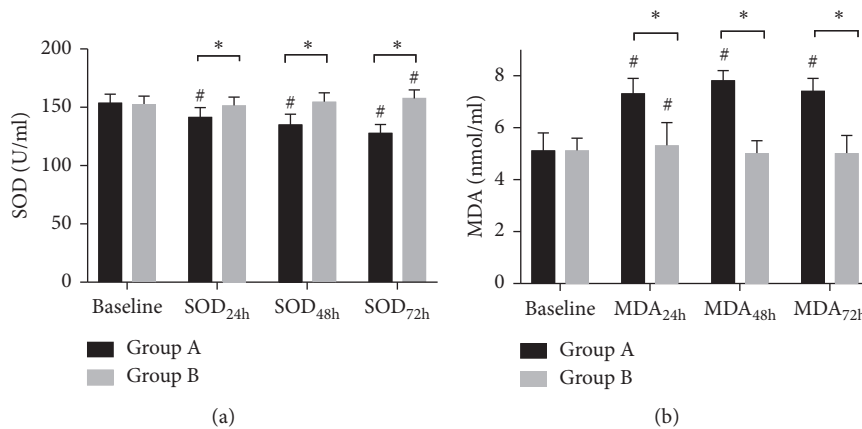 SOD (U/ml)
200
150
100
50
0
*
*
*
#
#
#
#
Baseline
SOD24h
SOD48h
SOD72h
Group A
Group B
(a)
MDA (nmol/ml)
8
6
4
2
0
*
*
*
#
#
#
#
Baseline
MDA24h
MDA48h
MDA72h
Group A
Group B
(b)